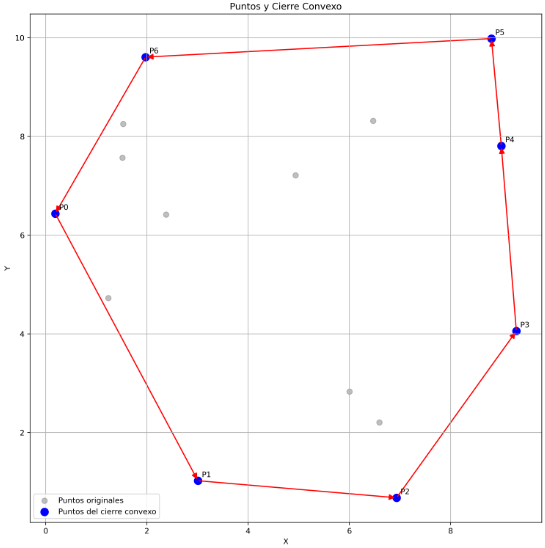 Puntos y Cierre Convexo
10
P5
P6
8
P4
P0
6
Y
4
P3
2
P1
P2
Puntos originales
Puntos del cierre convexo
0 2 4 6 8
X